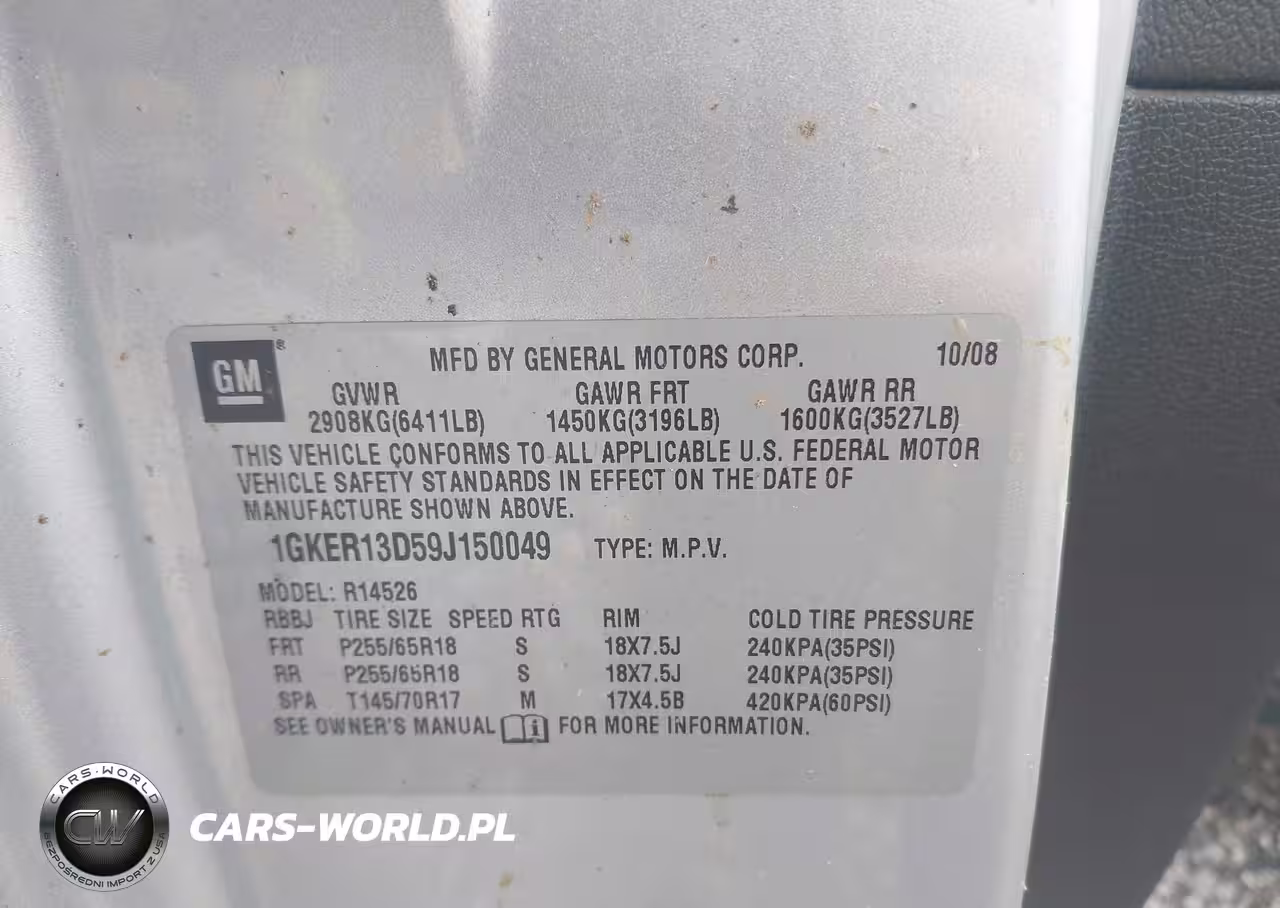 GM®
MFD BY GENERAL MOTORS CORP. 10/08
GVWR GAWR FRT GAWR RR
2908KG(6411LB) 1450KG(3196LB) 1600KG(3527LB)
THIS VEHICLE CONFORMS TO ALL APPLICABLE U.S. FEDERAL MOTOR
VEHICLE SAFETY STANDARDS IN EFFECT ON THE DATE OF
MANUFACTURE SHOWN ABOVE.
1GKER13D59J150049 TYPE: M.P.V.
MODEL: R14526
RBBJ TIRE SIZE SPEED RTG RIM COLD TIRE PRESSURE
FRT P255/65R18 S 18X7.5J 240KPA(35PSI)
RR P255/65R18 S 18X7.5J 240KPA(35PSI)
SPA T145/70R17 M 17X4.5B 420KPA(60PSI)
SEE OWNER'S MANUAL i FOR MORE INFORMATION.
CARS-WORLD
CW
BEZPOŚREDNI IMPORT Z USA
CARS-WORLD.PL